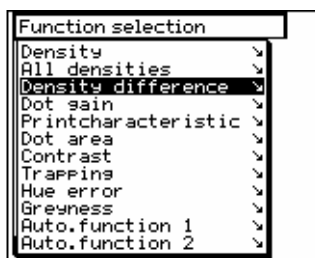 Function selection
Density
All densities
Density difference
Dot gain
Printcharacteristic
Dot area
Contrast
Trapping
Hue error
Greyness
Auto.function 1
Auto.function 2